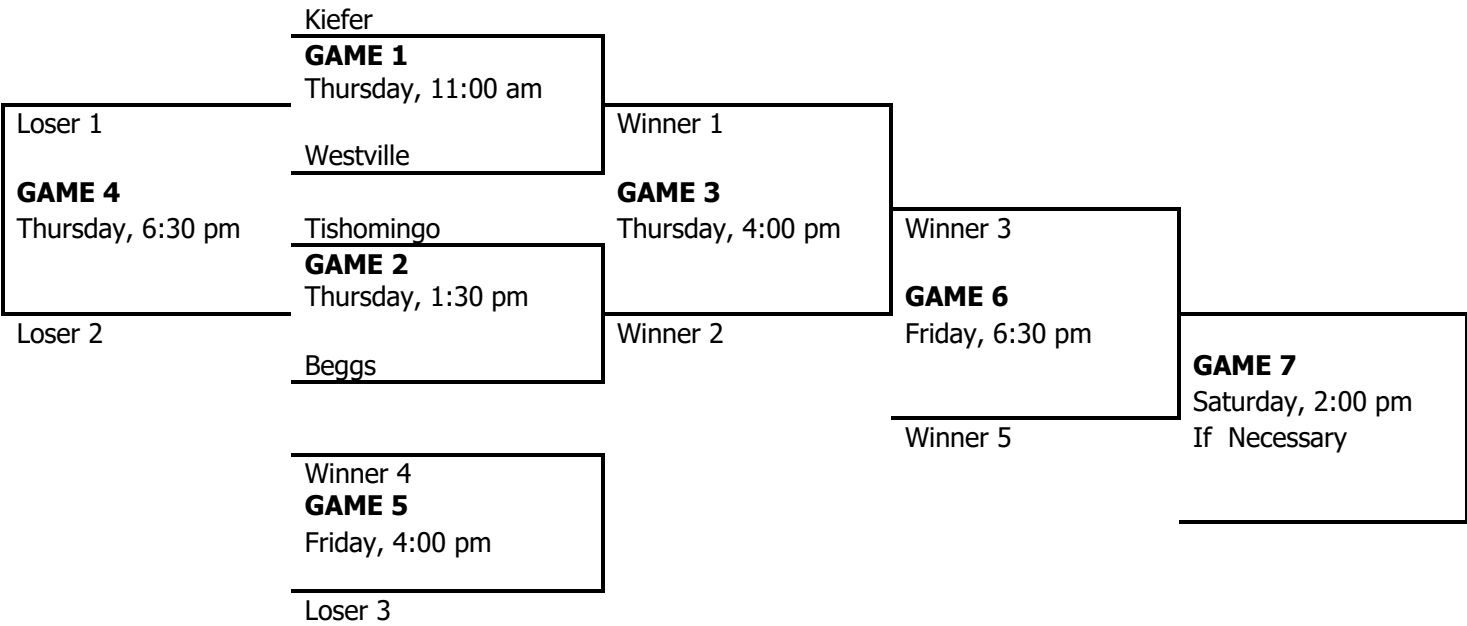 Kiefer
GAME 1
Thursday, 11:00 am
Westville
Loser 1
GAME 4
Thursday, 6:30 pm
Loser 2
Tishomingo
GAME 2
Thursday, 1:30 pm
Beggs
Winner 1
GAME 3
Thursday, 4:00 pm
Winner 2
Winner 4
GAME 5
Friday, 4:00 pm
Loser 3
Winner 3
GAME 6
Friday, 6:30 pm
Winner 5
GAME 7
Saturday, 2:00 pm
If Necessary